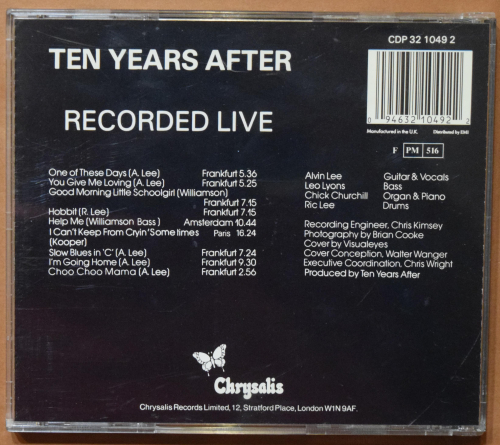 CDP 32 1049 2
TEN YEARS AFTER
RECORDED LIVE
0 94632 10492 2
Manufactured in the U.K. Distributed by EMI
F PM 516
One of These Days (A. Lee) Frankfurt 5.36
You Give Me Loving (A. Lee) Frankfurt 5.25
Good Morning Little Schoolgirl (Williamson)
Frankfurt 7.15
Hobbit (R. Lee) Frankfurt 7.15
Help Me (Williamson Bass) Amsterdam 10.44
I Can't Keep From Cryin' Sometimes Paris 16.24
(Kooper)
Slow Blues in 'C' (A. Lee) Frankfurt 7.24
I'm Going Home (A. Lee) Frankfurt 9.30
Choo Choo Mama (A. Lee) Frankfurt 2.56
Alvin Lee Guitar & Vocals
Leo Lyons Bass
Chick Churchill Organ & Piano
Ric Lee Drums
Recording Engineer, Chris Kimsey
Photography by Brian Cooke
Cover by Visualeyes
Cover Conception, Walter Wanger
Executive Coordination, Chris Wright
Produced by Ten Years After
Chrysalis
Chrysalis Records Limited, 12, Stratford Place, London W1N 9AF.